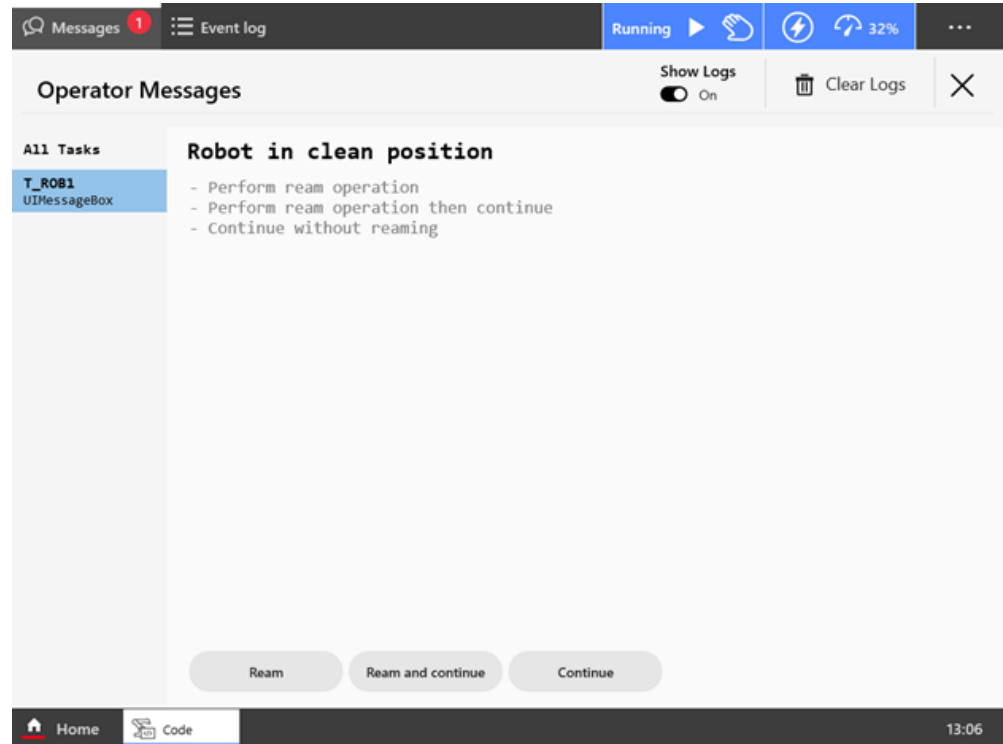 Messages 1 Event log Running 32% ...
Operator Messages
Show Logs
On
Clear Logs
All Tasks
T_ROB1
UIMessageBox
Robot in clean position
- Perform ream operation
- Perform ream operation then continue
- Continue without reaming
Ream Ream and continue Continue
Home Code 13:06